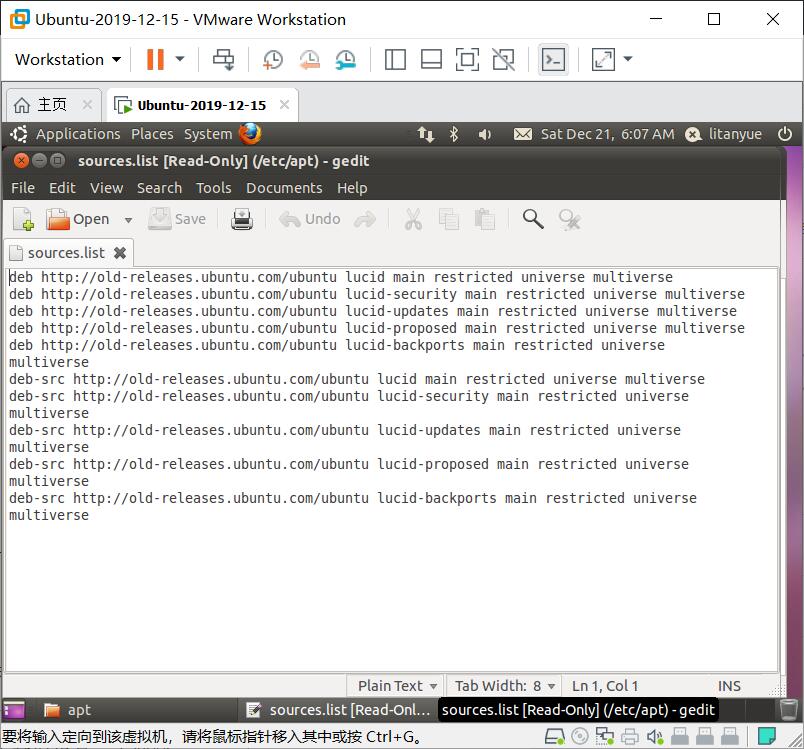 Ubuntu-2019-12-15 - VMware Workstation
Workstation
主页
Ubuntu-2019-12-15
Applications Places System Sat Dec 21, 6:07 AM litanyue
sources.list [Read-Only] (/etc/apt) - gedit
File Edit View Search Tools Documents Help
Open Save Undo
sources.list
deb http://old-releases.ubuntu.com/ubuntu lucid main restricted universe multiverse
deb http://old-releases.ubuntu.com/ubuntu lucid-security main restricted universe multiverse
deb http://old-releases.ubuntu.com/ubuntu lucid-updates main restricted universe multiverse
deb http://old-releases.ubuntu.com/ubuntu lucid-proposed main restricted universe multiverse
deb http://old-releases.ubuntu.com/ubuntu lucid-backports main restricted universe
multiverse
deb-src http://old-releases.ubuntu.com/ubuntu lucid main restricted universe multiverse
deb-src http://old-releases.ubuntu.com/ubuntu lucid-security main restricted universe
multiverse
deb-src http://old-releases.ubuntu.com/ubuntu lucid-updates main restricted universe
multiverse
deb-src http://old-releases.ubuntu.com/ubuntu lucid-proposed main restricted universe
multiverse
deb-src http://old-releases.ubuntu.com/ubuntu lucid-backports main restricted universe
multiverse
Plain Text Tab Width: 8 Ln 1, Col 1 INS
apt sources.list [Read-Onl... sources.list [Read-Only] (/etc/apt) - gedit
要将输入定向到该虚拟机，请将鼠标指针移入其中或按 Ctrl+G。